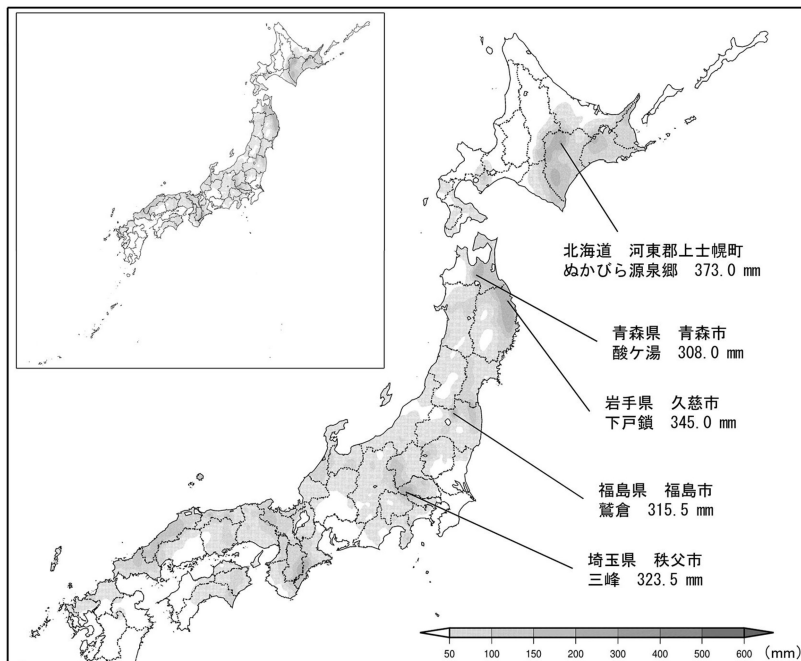 北海道　河東郡上士幌町
ぬかびら源泉郷　373.0 mm
青森県　青森市
酸ケ湯　308.0 mm
岩手県　久慈市
下戸鎖　345.0 mm
福島県　福島市
鷲倉　315.5 mm
埼玉県　秩父市
三峰　323.5 mm
50 100 150 200 300 400 500 600 (mm)